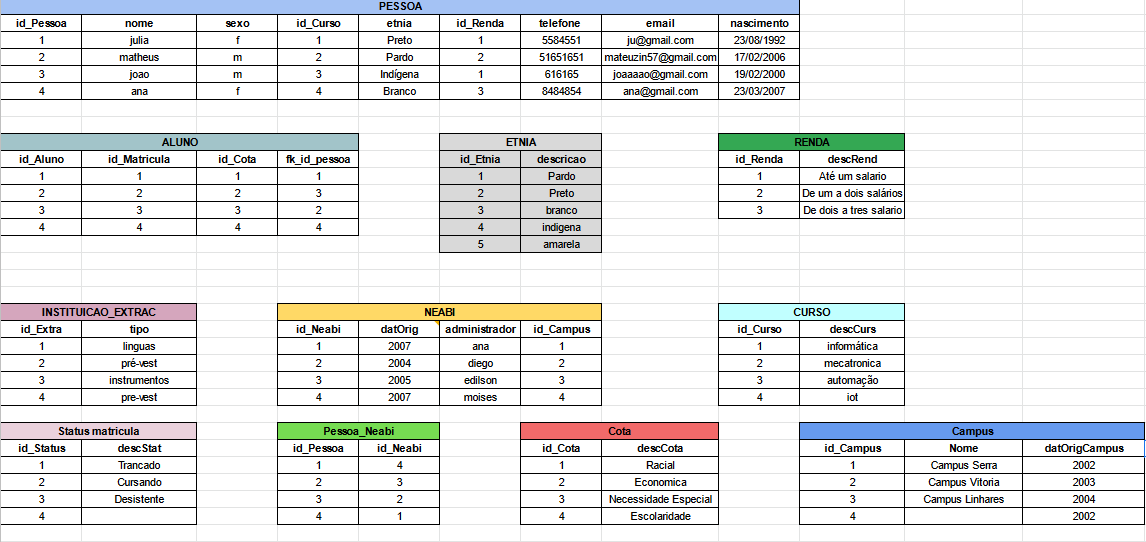 PESSOA
id_Pessoa nome sexo id_Curso etnia id_Renda telefone email nascimento
1 julia f 1 Preto 1 5584551 ju@gmail.com 23/08/1992
2 matheus m 2 Pardo 2 51651651 mateuzin57@gmail.com 17/02/2006
3 joao m 3 Indígena 1 616165 joaaaao@gmail.com 19/02/2000
4 ana f 4 Branco 3 8484854 ana@gmail.com 23/03/2007
ALUNO ETNIA RENDA
id_Aluno id_Matricula id_Cota fk_id_pessoa id_Etnia descricao id_Renda descRend
1 1 1 1 1 Pardo 1 Até um salario
2 2 2 3 2 Preto 2 De um a dois salários
3 3 3 2 3 branco 3 De dois a tres salario
4 4 4 4 4 indigena
5 amarela
INSTITUICAO_EXTRAC NEABI CURSO
id_Extra tipo id_Neabi datOrig administrador id_Campus id_Curso descCurs
1 linguas 1 2007 ana 1 1 informática
2 pré-vest 2 2004 diego 2 2 mecatronica
3 instrumentos 3 2005 edilson 3 3 automação
4 pre-vest 4 2007 moises 4 4 iot
Status matricula Pessoa_Neabi Cota Campus
id_Status descStat id_Pessoa id_Neabi id_Cota descCota id_Campus Nome datOrigCampus
1 Trancado 1 4 1 Racial 1 Campus Serra 2002
2 Cursando 2 3 2 Economica 2 Campus Vitoria 2003
3 Desistente 3 2 3 Necessidade Especial 3 Campus Linhares 2004
4 4 1 4 Escolaridade 4 2002